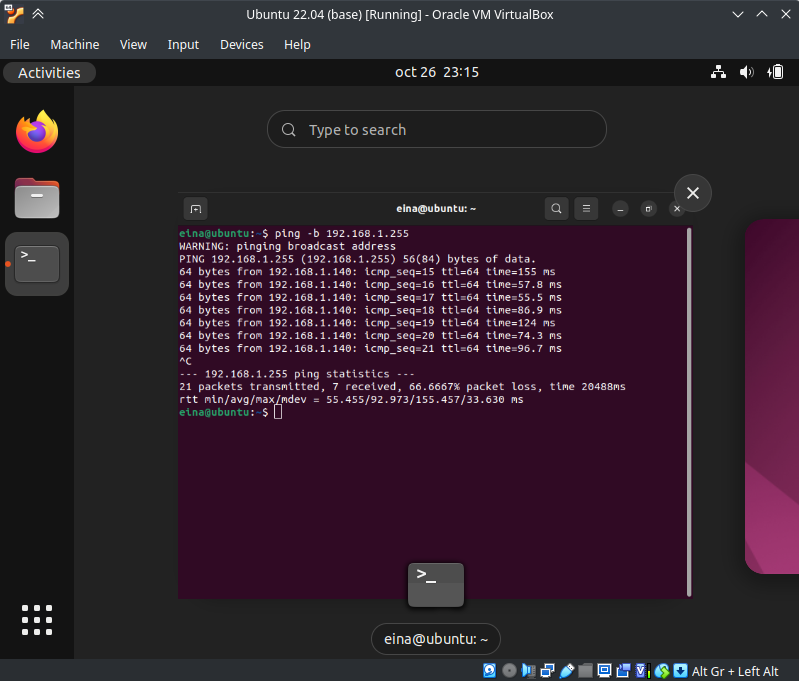 Ubuntu 22.04 (base) [Running] - Oracle VM VirtualBox
File Machine View Input Devices Help
Activities oct 26 23:15
Type to search
eina@ubuntu: ~
eina@ubuntu:~$ ping -b 192.168.1.255
WARNING: pinging broadcast address
PING 192.168.1.255 (192.168.1.255) 56(84) bytes of data.
64 bytes from 192.168.1.140: icmp_seq=15 ttl=64 time=155 ms
64 bytes from 192.168.1.140: icmp_seq=16 ttl=64 time=57.8 ms
64 bytes from 192.168.1.140: icmp_seq=17 ttl=64 time=55.5 ms
64 bytes from 192.168.1.140: icmp_seq=18 ttl=64 time=86.9 ms
64 bytes from 192.168.1.140: icmp_seq=19 ttl=64 time=124 ms
64 bytes from 192.168.1.140: icmp_seq=20 ttl=64 time=74.3 ms
64 bytes from 192.168.1.140: icmp_seq=21 ttl=64 time=96.7 ms
^C
--- 192.168.1.255 ping statistics ---
21 packets transmitted, 7 received, 66.6667% packet loss, time 20488ms
rtt min/avg/max/mdev = 55.455/92.973/155.457/33.630 ms
eina@ubuntu:~$
eina@ubuntu: ~
Alt Gr + Left Alt